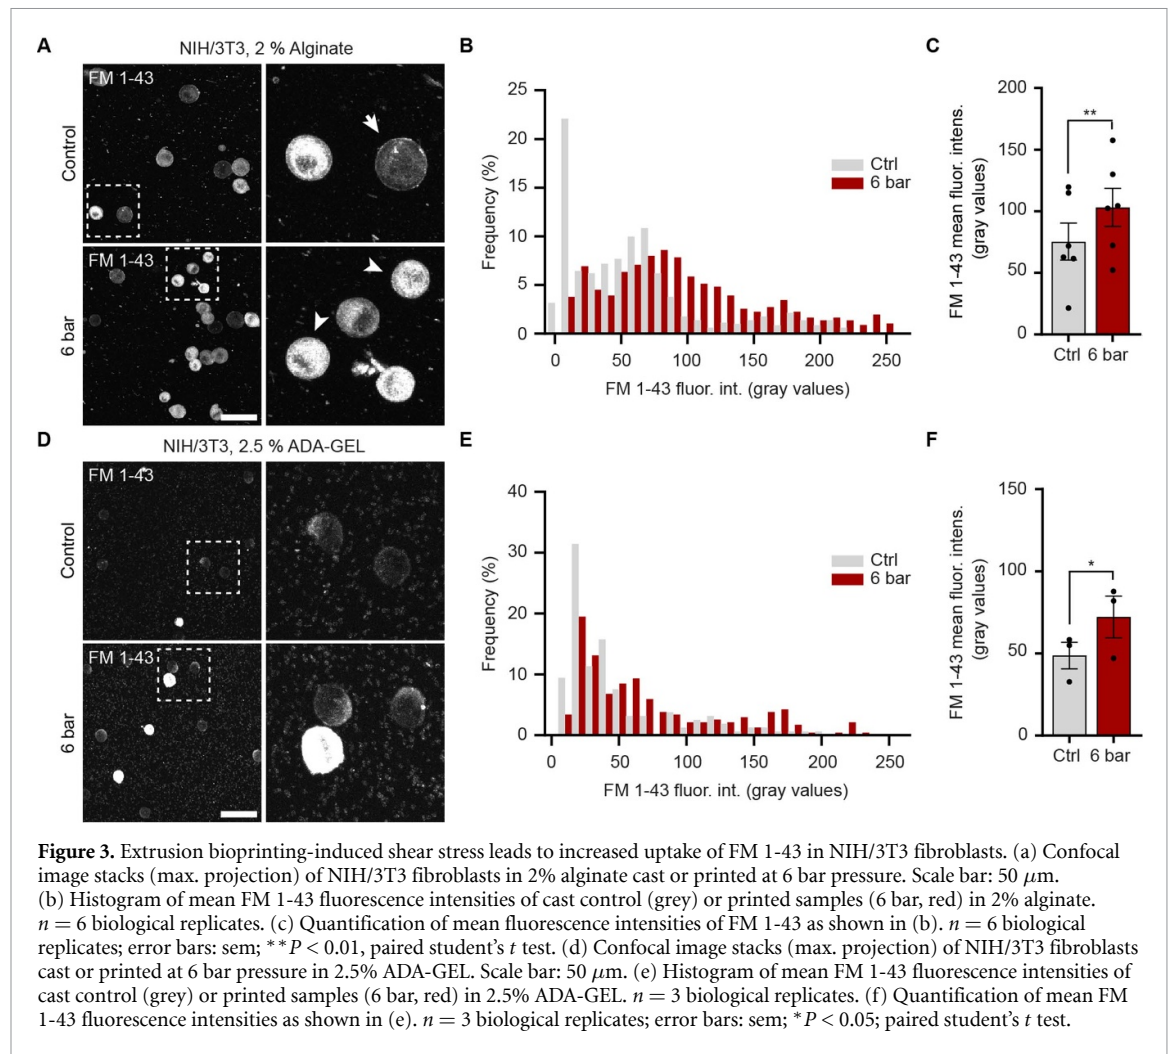 A
NIH/3T3, 2 % Alginate
FM 1-43
Control
FM 1-43
6 bar
B
25
20
15
10
5
0
Frequency (%)
Ctrl
6 bar
0 50 100 150 200 250
FM 1-43 fluor. int. (gray values)
C
200
150
100
50
0
FM 1-43 mean fluor. intens.
(gray values)
**
Ctrl 6 bar
D
NIH/3T3, 2.5 % ADA-GEL
FM 1-43
Control
FM 1-43
6 bar
E
40
30
20
10
0
Frequency (%)
Ctrl
6 bar
0 50 100 150 200 250
FM 1-43 fluor. int. (gray values)
F
150
100
50
0
FM 1-43 mean fluor. intens.
(gray values)
*
Ctrl 6 bar
Figure 3. Extrusion bioprinting-induced shear stress leads to increased uptake of FM 1-43 in NIH/3T3 fibroblasts. (a) Confocal
image stacks (max. projection) of NIH/3T3 fibroblasts in 2% alginate cast or printed at 6 bar pressure. Scale bar: 50 μm.
(b) Histogram of mean FM 1-43 fluorescence intensities of cast control (grey) or printed samples (6 bar, red) in 2% alginate.
n = 6 biological replicates. (c) Quantification of mean fluorescence intensities of FM 1-43 as shown in (b). n = 6 biological
replicates; error bars: sem; **P < 0.01, paired student's t test. (d) Confocal image stacks (max. projection) of NIH/3T3 fibroblasts
cast or printed at 6 bar pressure in 2.5% ADA-GEL. Scale bar: 50 μm. (e) Histogram of mean FM 1-43 fluorescence intensities of
cast control (grey) or printed samples (6 bar, red) in 2.5% ADA-GEL. n = 3 biological replicates. (f) Quantification of mean FM
1-43 fluorescence intensities as shown in (e). n = 3 biological replicates; error bars: sem; *P < 0.05; paired student's t test.